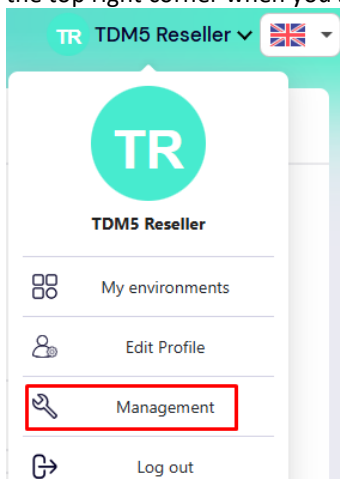 the top right corner when you
TR TDM5 Reseller
TR
TDM5 Reseller
My environments
Edit Profile
Management
Log out